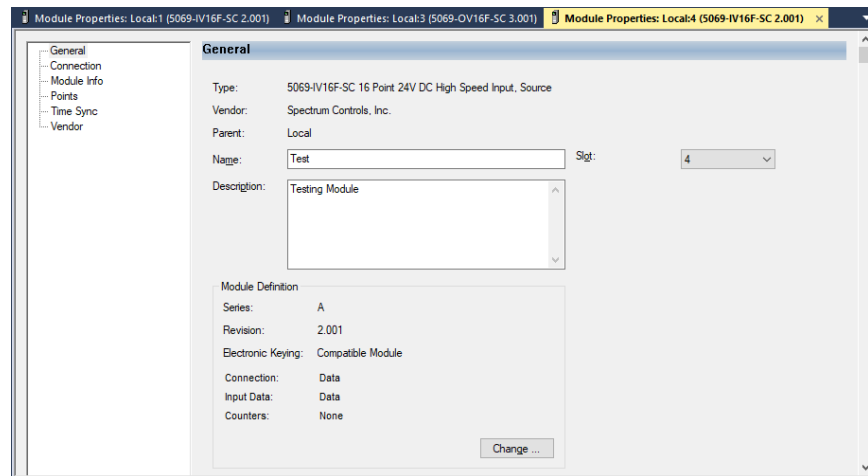 Module Properties: Local:1 (5069-IV16F-SC 2.001) Module Properties: Local:3 (5069-OV16F-SC 3.001) Module Properties: Local:4 (5069-IV16F-SC 2.001) ×
General
Connection
Module Info
Points
Time Sync
Vendor
General
Type: 5069-IV16F-SC 16 Point 24V DC High Speed Input, Source
Vendor: Spectrum Controls, Inc.
Parent: Local
Name: Test Slot: 4
Description: Testing Module
Module Definition
Series: A
Revision: 2.001
Electronic Keying: Compatible Module
Connection: Data
Input Data: Data
Counters: None
Change ...